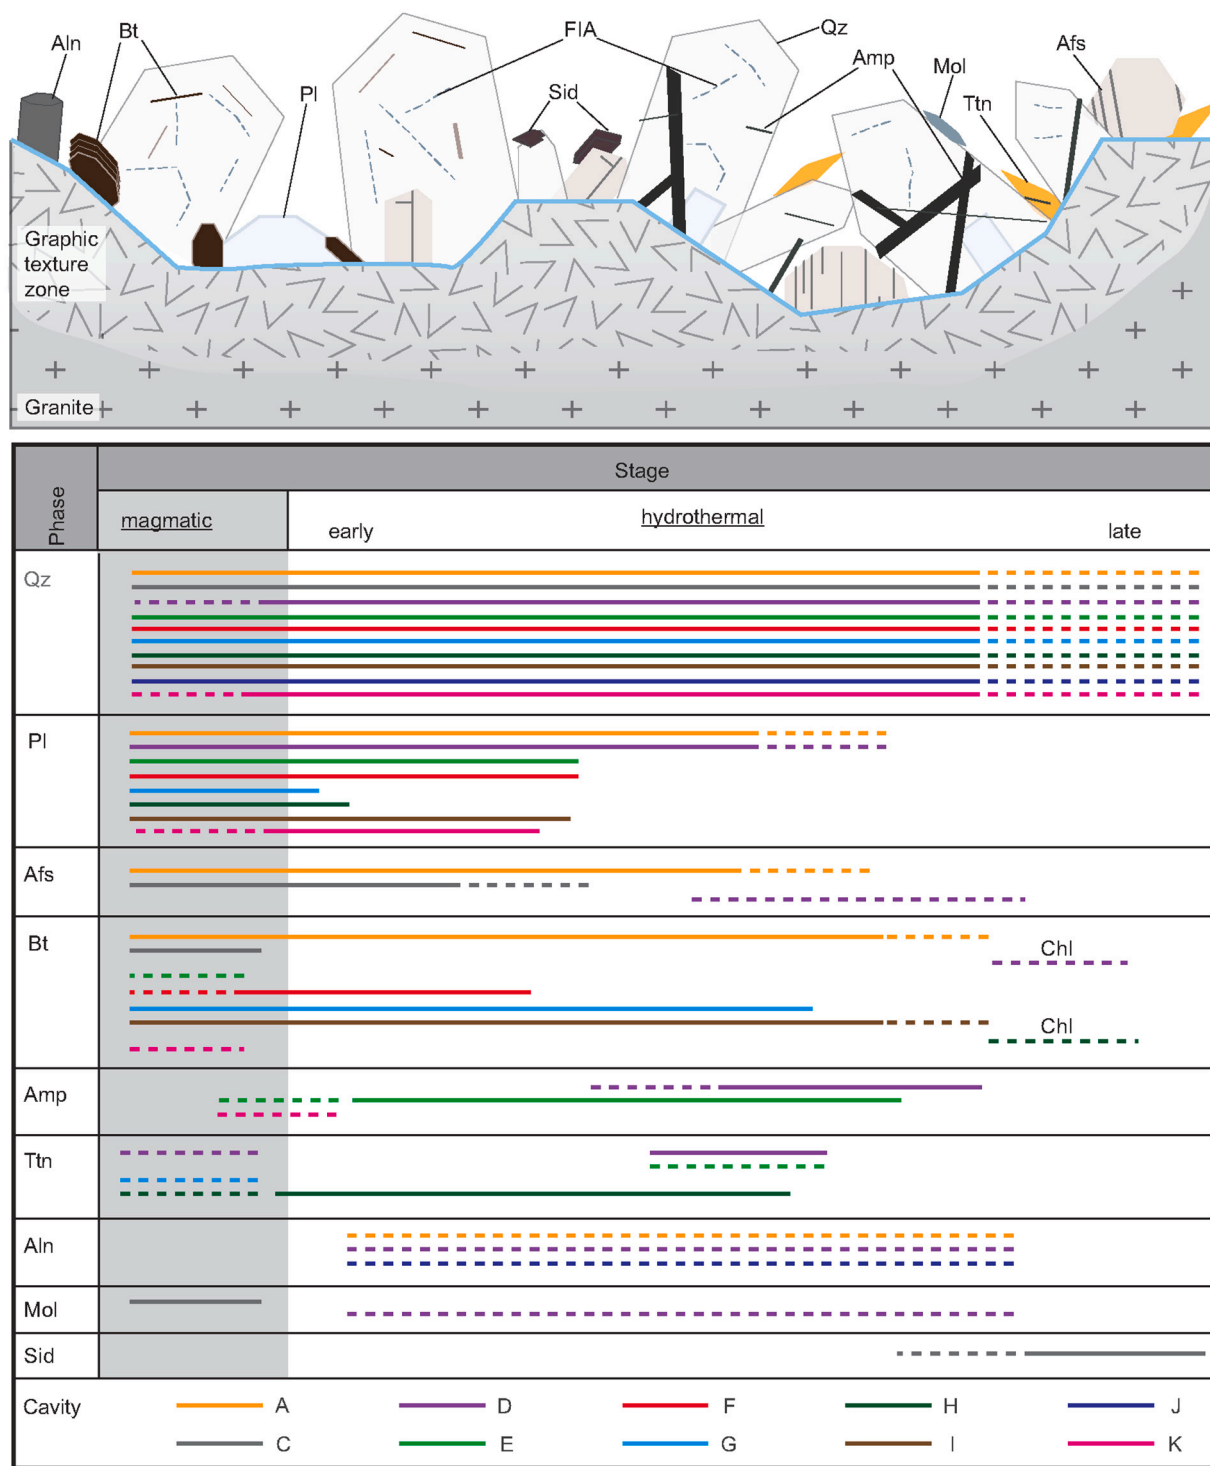 Aln
Bt
Pl
FIA
Sid
Qz
Amp
Mol
Ttn
Afs
Graphic
texture
zone
Granite
Phase
Stage
magmatic
early
hydrothermal
late
Qz
Pl
Afs
Bt
Chl
Chl
Amp
Ttn
Aln
Mol
Sid
Cavity
A
D
F
H
J
C
E
G
I
K